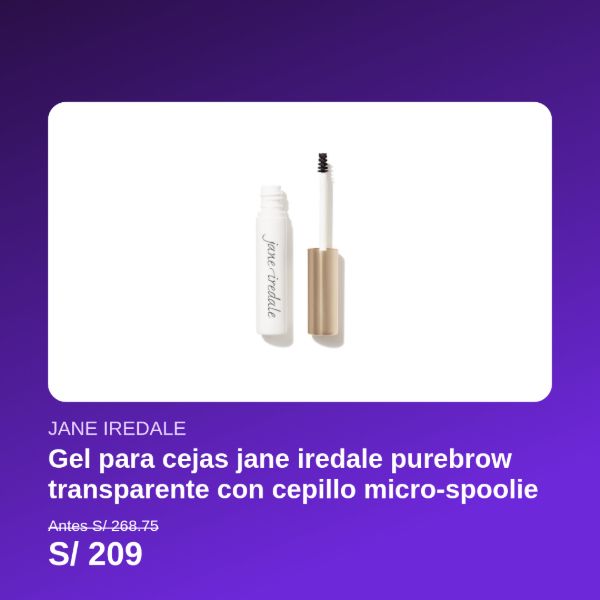 jane iredale
JANE IREDALE
Gel para cejas jane iredale purebrow
transparente con cepillo micro-spoolie
Antes S/ 268.75
S/ 209